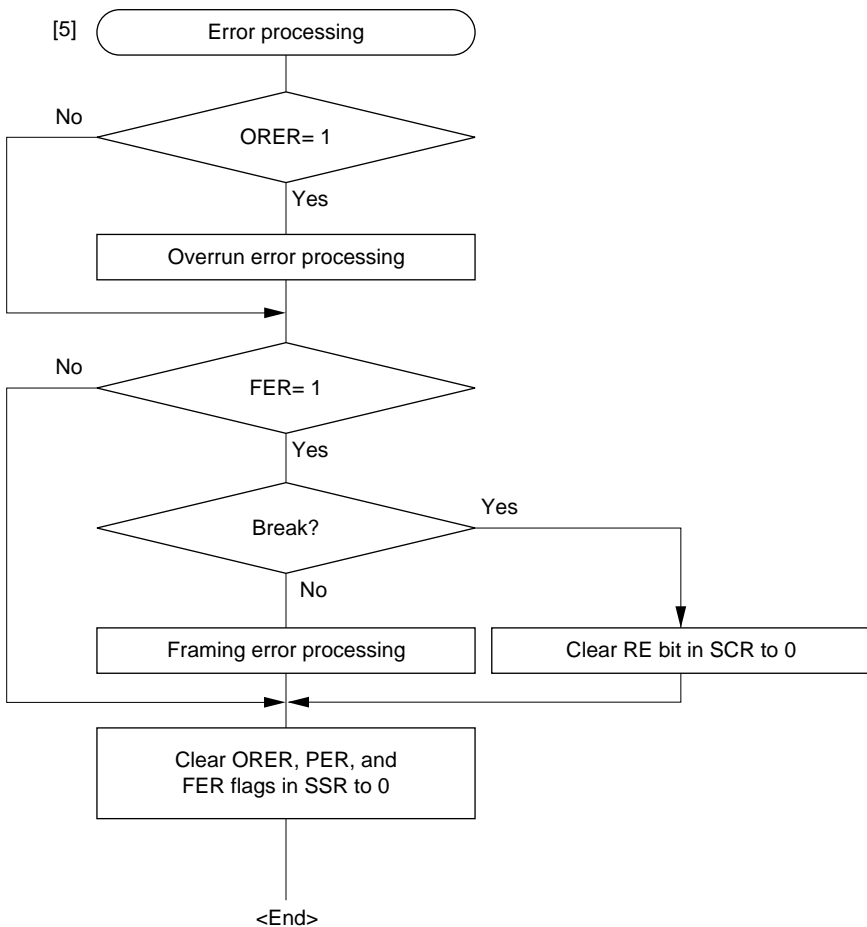 [5]
Error processing
No
ORER= 1
Yes
Overrun error processing
No
FER= 1
Yes
Break?
Yes
No
Framing error processing
Clear RE bit in SCR to 0
Clear ORER, PER, and
FER flags in SSR to 0
<End>